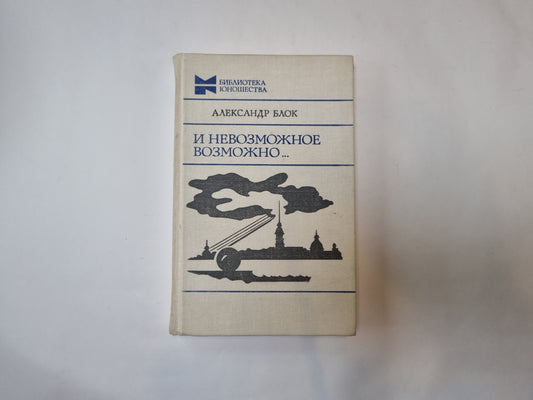 БИБЛИОТЕКА
ЮНОШЕСТВА
АЛЕКСАНДР БЛОК
И НЕВОЗМОЖНОЕ
ВОЗМОЖНО...